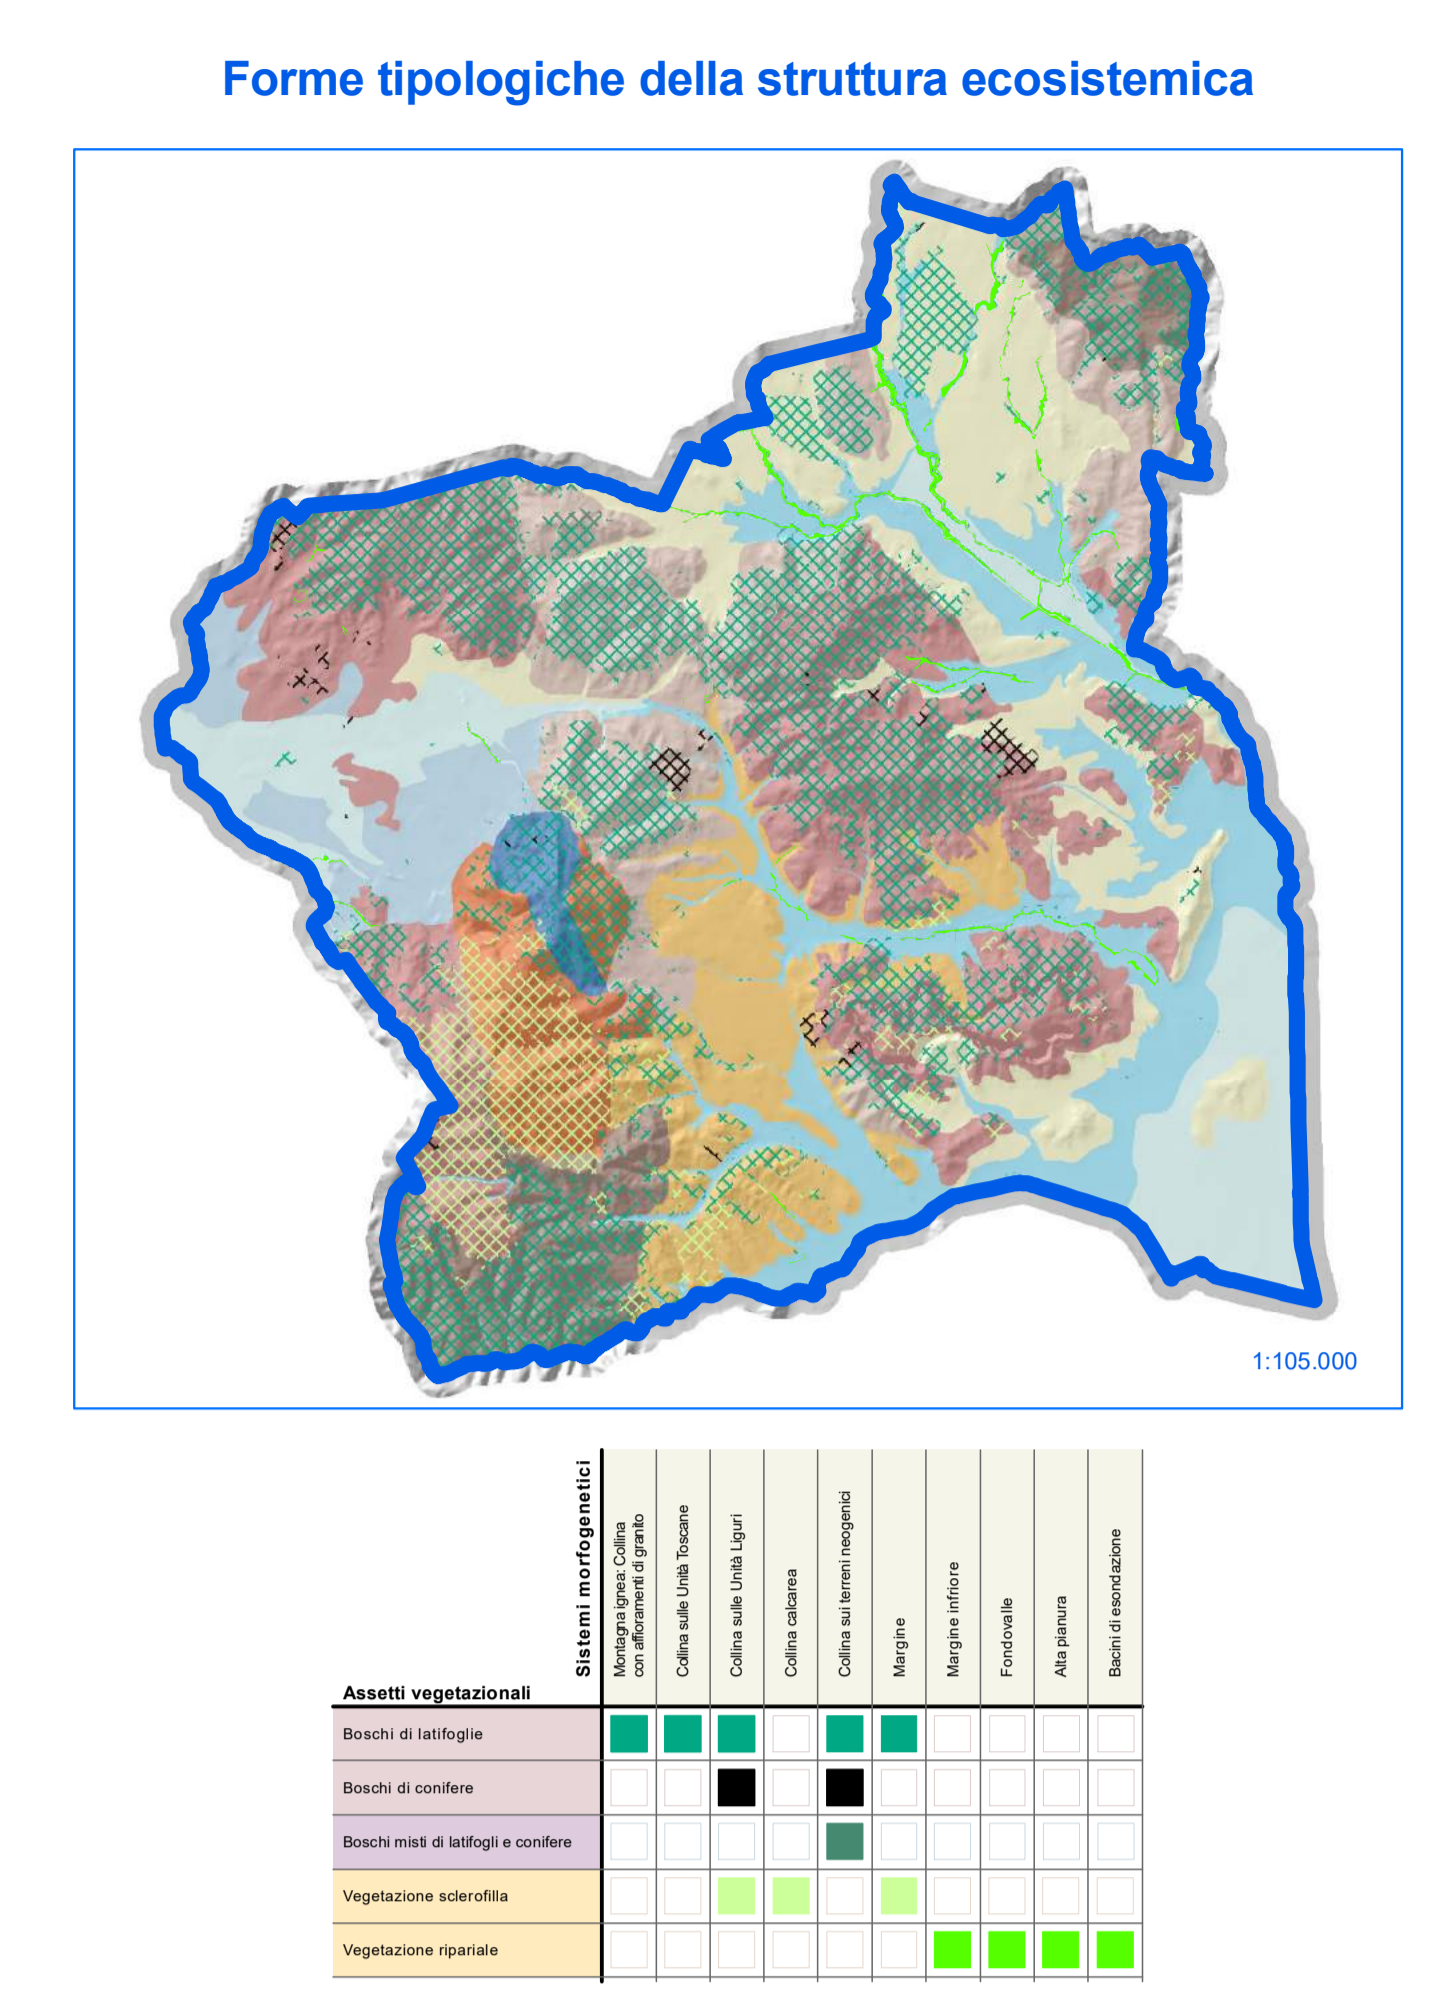 Forme tipologiche della struttura ecosistemica
1:105.000
Sistemi morfogenetici
Montagna ignea: Collina
con affioramenti di granito
Collina sulle Unità Toscane
Collina sulle Unità Liguri
Collina calcarea
Collina sui terreni neogenici
Margine
Margine infriore
Fondovalle
Alta pianura
Bacini di esondazione
Assetti vegetazionali
Boschi di latifoglie
Boschi di conifere
Boschi misti di latifogli e conifere
Vegetazione sclerofilla
Vegetazione ripariale